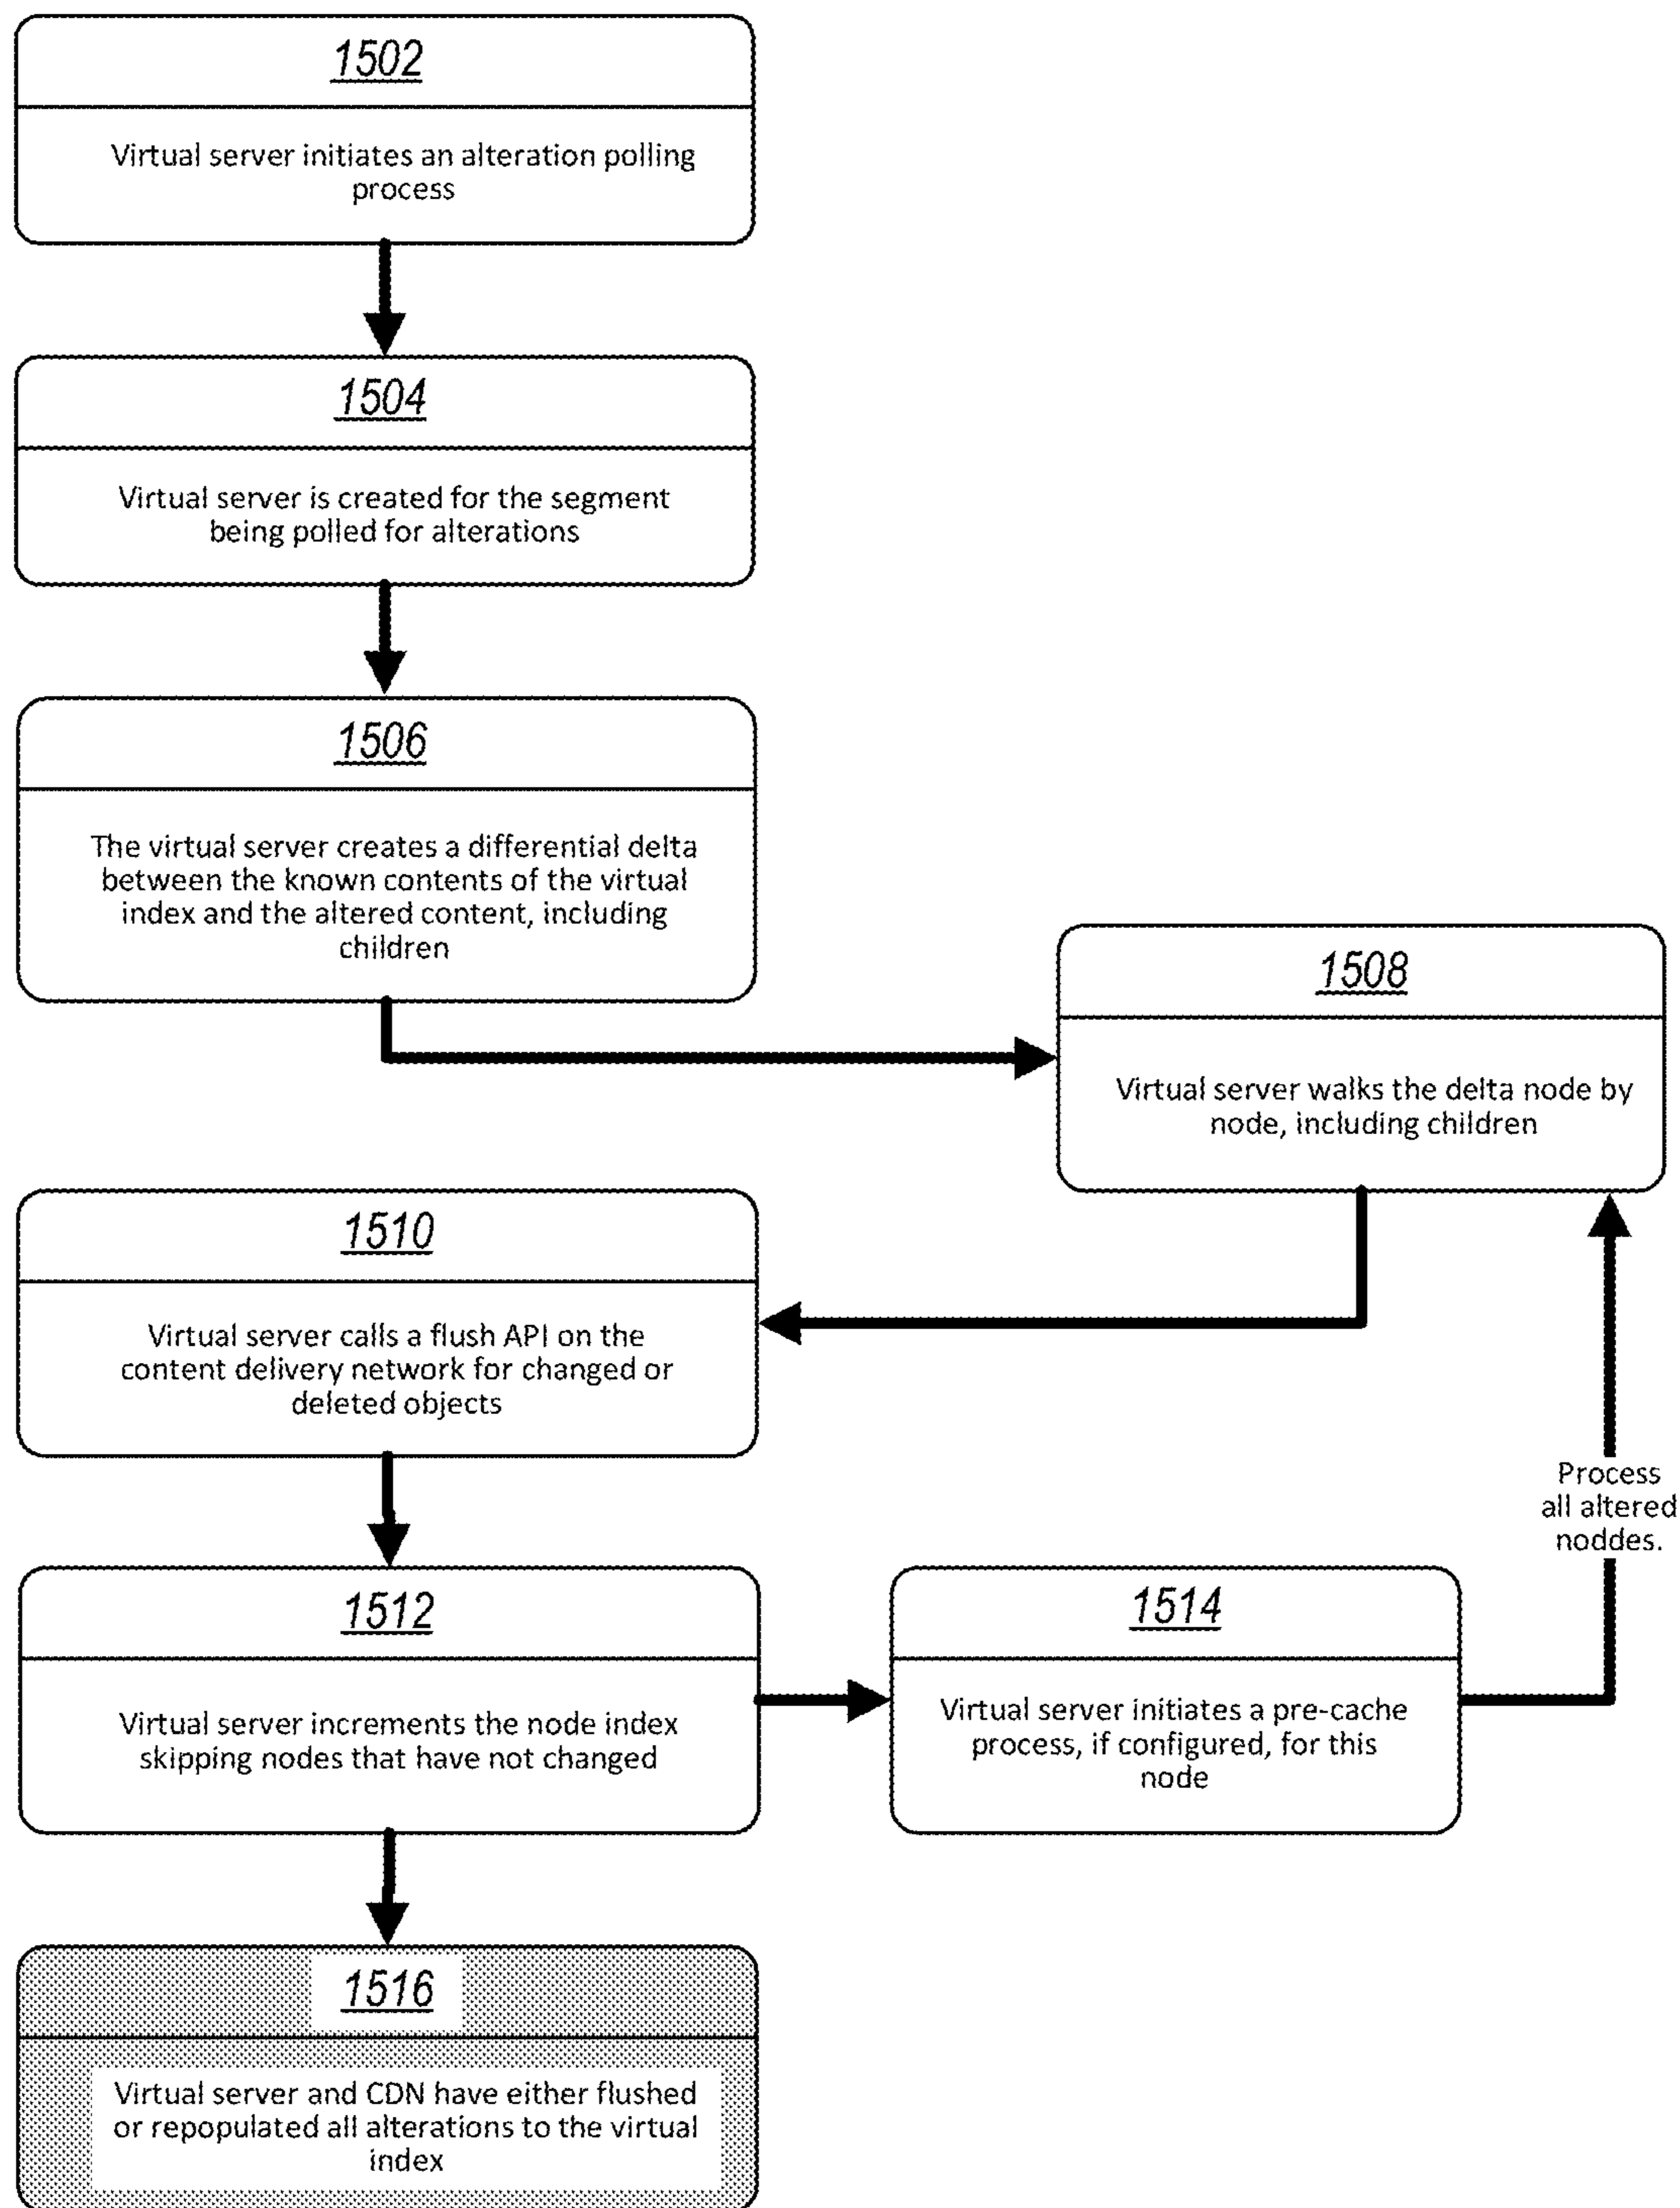 1502
Virtual server initiates an alteration polling
process
1504
Virtual server is created for the segment
being polled for alterations
1506
The virtual server creates a differential delta
between the known contents of the virtual
index and the altered content, including
children
1508
Virtual server walks the delta node by
node, including children
1510
Virtual server calls a flush API on the
content delivery network for changed or
deleted objects
Process
all altered
noddes.
1512
Virtual server increments the node index
skipping nodes that have not changed
1514
Virtual server initiates a pre-cache
process, if configured, for this
node
1516
Virtual server and CDN have either flushed
or repopulated all alterations to the virtual
index